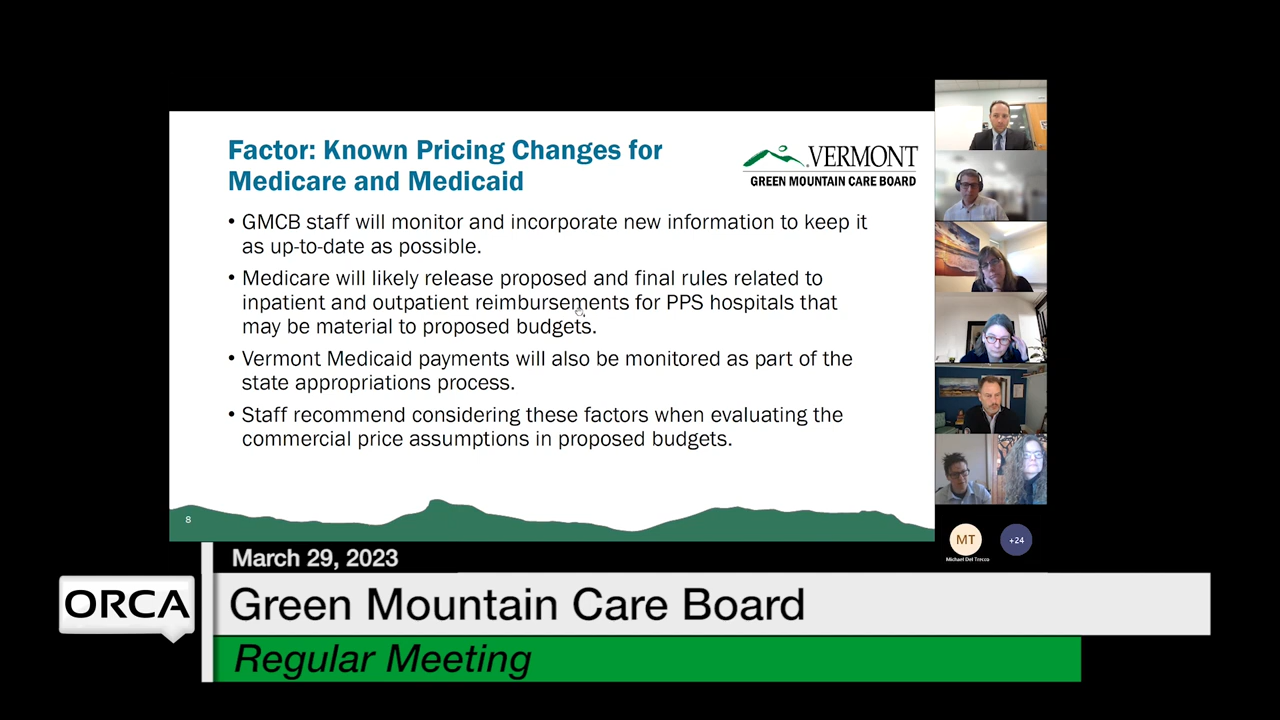 Factor: Known Pricing Changes for
Medicare and Medicaid
VERMONT
GREEN MOUNTAIN CARE BOARD
• GMCB staff will monitor and incorporate new information to keep it
as up-to-date as possible.
• Medicare will likely release proposed and final rules related to
inpatient and outpatient reimbursements for PPS hospitals that
may be material to proposed budgets.
• Vermont Medicaid payments will also be monitored as part of the
state appropriations process.
• Staff recommend considering these factors when evaluating the
commercial price assumptions in proposed budgets.
8
MT
+24
Michael Del Trecco
March 29, 2023
ORCA
Green Mountain Care Board
Regular Meeting